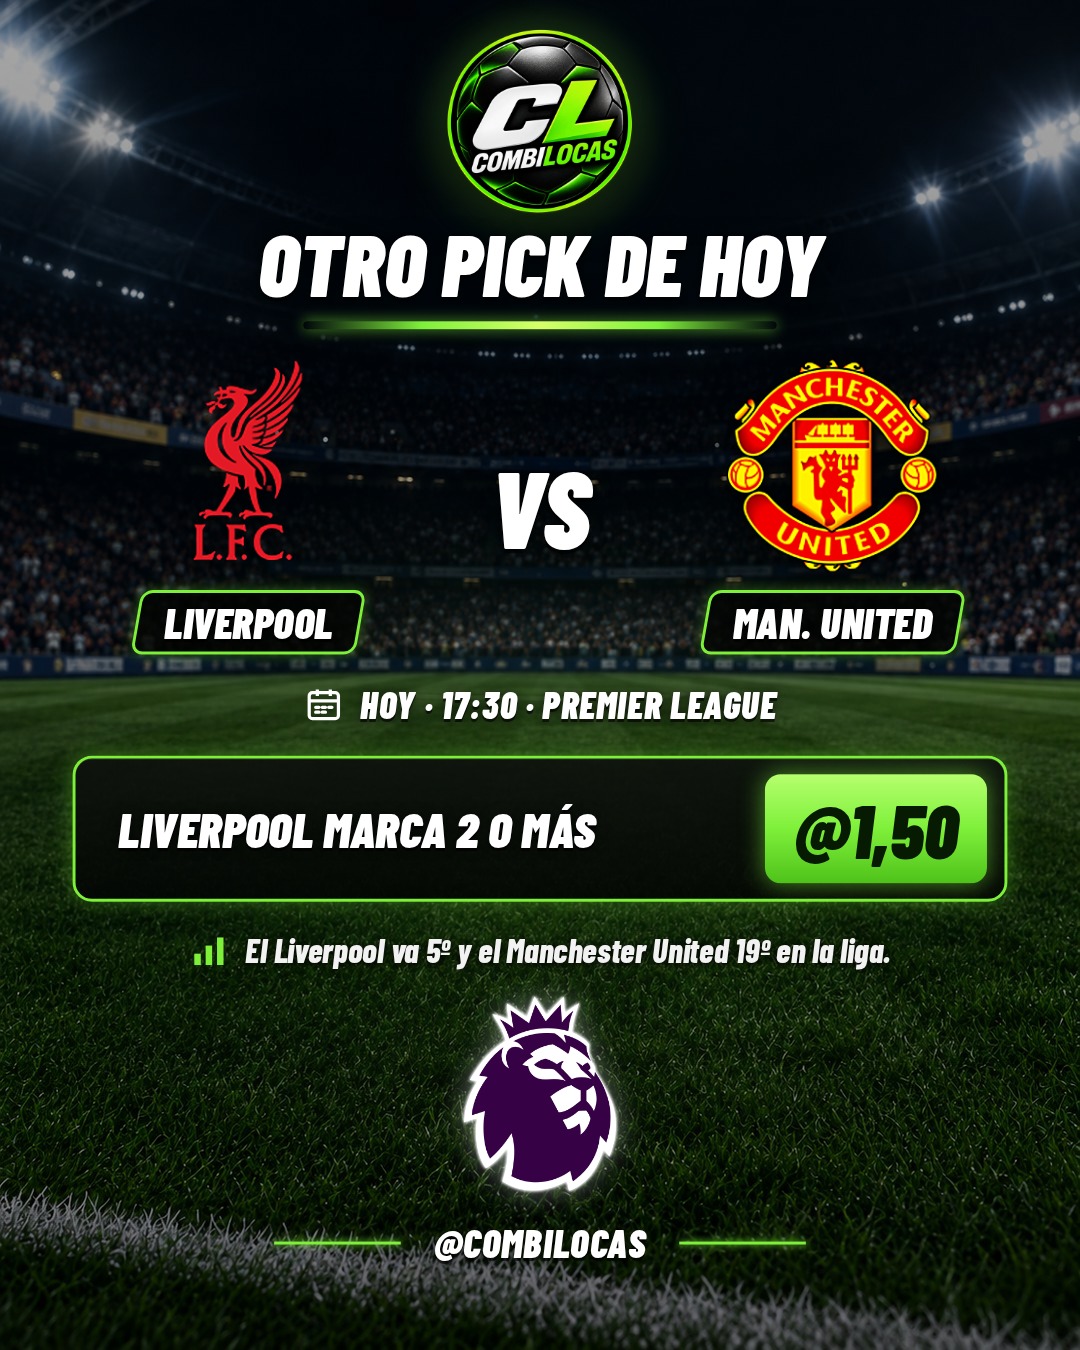 CL
COMBILOCAS
OTRO PICK DE HOY
L.F.C.
MANCHESTER
UNITED
VS
LIVERPOOL
MAN. UNITED
HOY · 17:30 · PREMIER LEAGUE
LIVERPOOL MARCA 2 O MÁS
@1,50
El Liverpool va 5º y el Manchester United 19º en la liga.
@COMBILOCAS